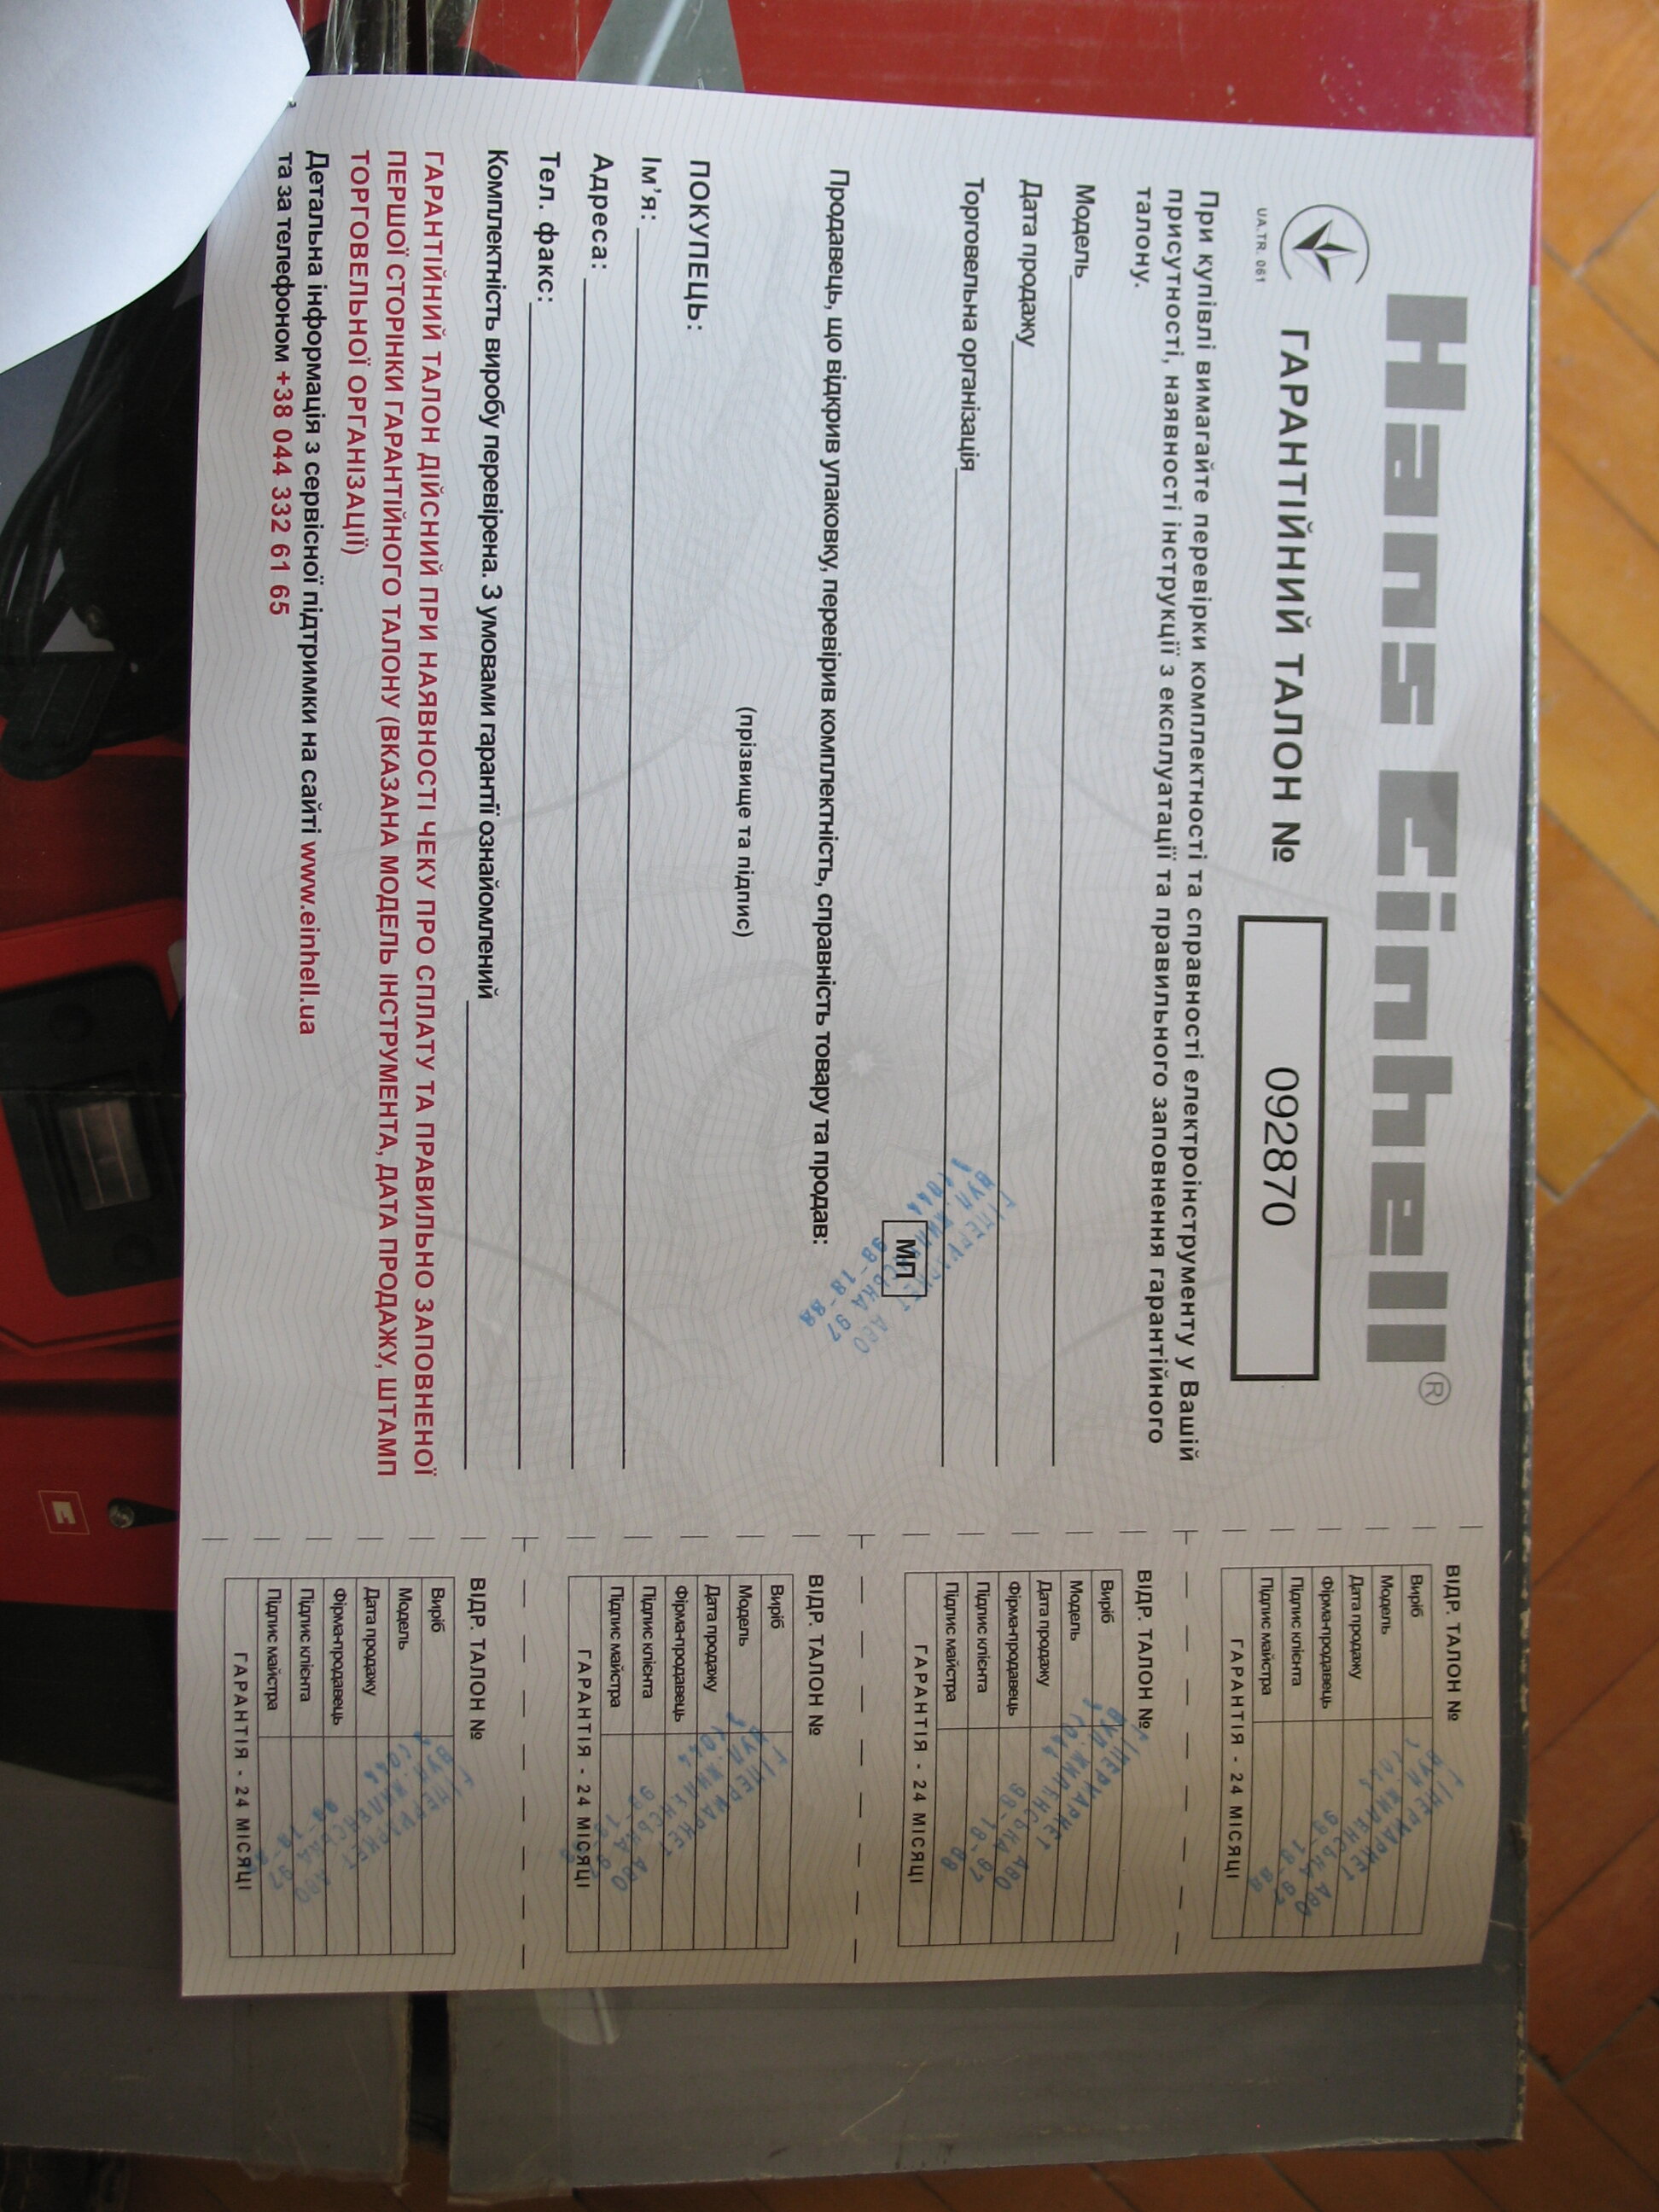 Hans Einhell®
ГАРАНТІЙНИЙ ТАЛОН № 092870
UA.TR. 061
При купівлі вимагайте перевірки комплектності та справності електроінструменту у Вашій
присутності, наявності інструкції з експлуатації та правильного заповнення гарантійного
талону.
Модель
Дата продажу
Торговельна організація
МП
Продавець, що відкрив упаковку, перевірив комплектність, справність товару та продав:
(прізвище та підпис)
ПОКУПЕЦЬ:
Ім’я:
Адреса:
Тел. факс:
Комплектність виробу перевірена. З умовами гарантії ознайомлений
ГАРАНТІЙНИЙ ТАЛОН ДІЙСНИЙ ПРИ НАЯВНОСТІ ЧЕКУ ПРО СПЛАТУ ТА ПРАВИЛЬНО ЗАПОВНЕНОЇ
ПЕРШОЇ СТОРІНКИ ГАРАНТІЙНОГО ТАЛОНУ (ВКАЗАНА МОДЕЛЬ ІНСТРУМЕНТА, ДАТА ПРОДАЖУ, ШТАМП
ТОРГОВЕЛЬНОЇ ОРГАНІЗАЦІЇ)
Детальна інформація з сервісної підтримки на сайті www.einhell.ua
та за телефоном +38 044 332 61 65
ВІДР. ТАЛОН №
Виріб
Модель
Дата продажу
Фірма-продавець
Підпис клієнта
Підпис майстра
ГАРАНТІЯ - 24 МІСЯЦІ
ВІДР. ТАЛОН №
Виріб
Модель
Дата продажу
Фірма-продавець
Підпис клієнта
Підпис майстра
ГАРАНТІЯ - 24 МІСЯЦІ
ВІДР. ТАЛОН №
Виріб
Модель
Дата продажу
Фірма-продавець
Підпис клієнта
Підпис майстра
ГАРАНТІЯ - 24 МІСЯЦІ
ВІДР. ТАЛОН №
Виріб
Модель
Дата продажу
Фірма-продавець
Підпис клієнта
Підпис майстра
ГАРАНТІЯ - 24 МІСЯЦІ